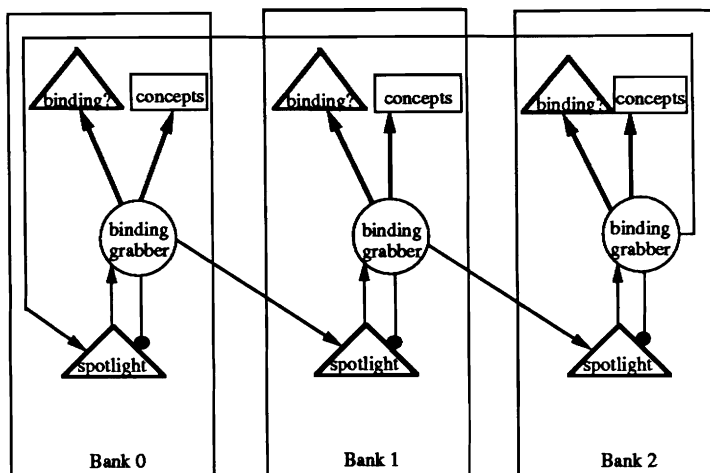 binding?
concepts
binding
grabber
spotlight
Bank 0
binding?
concepts
binding
grabber
spotlight
Bank 1
binding?
concepts
binding
grabber
spotlight
Bank 2